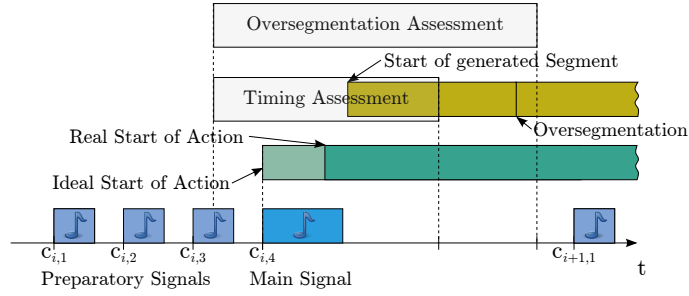 Oversegmentation Assessment
Start of generated Segment
Timing Assessment
Oversegmentation
Real Start of Action
Ideal Start of Action
c_{i,1} c_{i,2} c_{i,3} c_{i,4} c_{i+1,1}
t
Preparatory Signals Main Signal